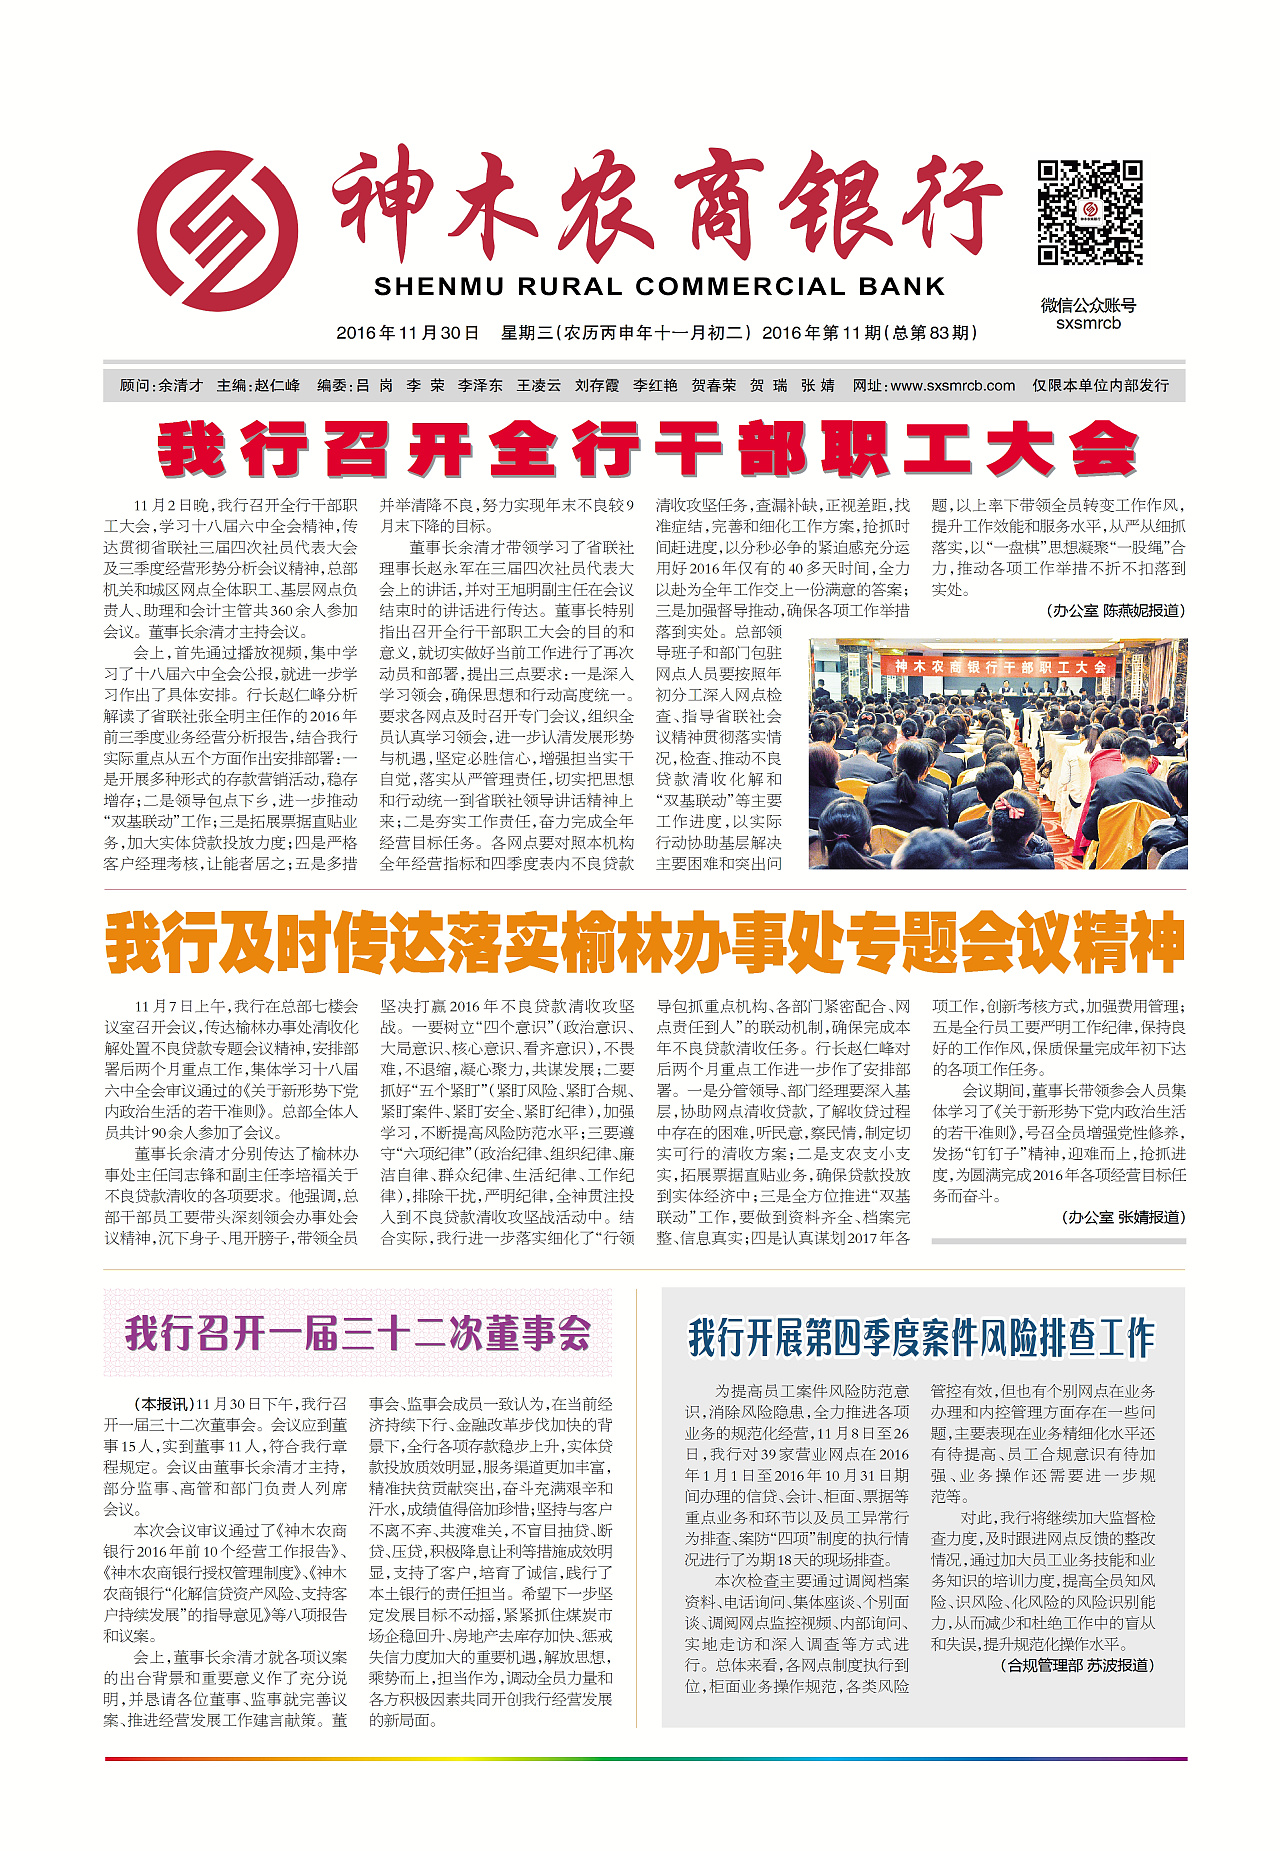 神木农商银行
SHENMU RURAL COMMERCIAL BANK
2016年11月30日 星期三(农历丙申年十一月初二) 2016年第11期(总第83期)
神木农商银行
微信公众账号
sxsmrcb
顾问:余清才 主编:赵仁峰 编委:吕 岗 李 荣 李泽东 王凌云 刘存霞 李红艳 贺春荣 贺 瑞 张 婧 网址:www.sxsmrcb.com 仅限本单位内部发行
我行召开全行干部职工大会
11月2日晚,我行召开全行干部职
工大会,学习十八届六中全会精神,传
达贯彻省联社三届四次社员代表大会
及三季度经营形势分析会议精神,总部
机关和城区网点全体职工、基层网点负
责人、助理和会计主管共360余人参加
会议。董事长余清才主持会议。
会上,首先通过播放视频,集中学
习了十八届六中全会公报,就进一步学
习作出了具体安排。行长赵仁峰分析
解读了省联社张全明主任作的2016年
前三季度业务经营分析报告,结合我行
实际重点从五个方面作出安排部署:一
是开展多种形式的存款营销活动,稳存
增存;二是领导包点下乡,进一步推动
“双基联动”工作;三是拓展票据直贴业
务,加大实体贷款投放力度;四是严格
客户经理考核,让能者居之;五是多措
并举清降不良,努力实现年末不良较9
月末下降的目标。
董事长余清才带领学习了省联社
理事长赵永军在三届四次社员代表大
会上的讲话,并对王旭明副主任在会议
结束时的讲话进行传达。董事长特别
指出召开全行干部职工大会的目的和
意义,就切实做好当前工作进行了再次
动员和部署,提出三点要求:一是深入
学习领会,确保思想和行动高度统一。
要求各网点及时召开专门会议,组织全
员认真学习领会,进一步认清发展形势
与机遇,坚定必胜信心,增强担当实干
自觉,落实从严管理责任,切实把思想
和行动统一到省联社领导讲话精神上
来;二是夯实工作责任,奋力完成全年
经营目标任务。各网点要对照本机构
全年经营指标和四季度表内不良贷款
清收攻坚任务,查漏补缺,正视差距,找
准症结,完善和细化工作方案,抢抓时
间赶进度,以分秒必争的紧迫感充分运
用好2016年仅有的40多天时间,全力
以赴为全年工作交上一份满意的答案;
三是加强督导推动,确保各项工作举措
落到实处。总部领
导班子和部门包驻
网点人员要按照年
初分工深入网点检
查、指导省联社会
议精神贯彻落实情
况,检查、推动不良
贷款清收化解和
“双基联动”等主要
工作进度,以实际
行动协助基层解决
主要困难和突出问
题,以上率下带领全员转变工作作风,
提升工作效能和服务水平,从严从细抓
落实,以“一盘棋”思想凝聚“一股绳”合
力,推动各项工作举措不折不扣落到
实处。
(办公室 陈燕妮报道)
神木农商银行干部职工大会
我行及时传达落实榆林办事处专题会议精神
11月7日上午,我行在总部七楼会
议室召开会议,传达榆林办事处清收化
解处置不良贷款专题会议精神,安排部
署后两个月重点工作,集体学习十八届
六中全会审议通过的《关于新形势下党
内政治生活的若干准则》。总部全体人
员共计90余人参加了会议。
董事长余清才分别传达了榆林办
事处主任闫志锋和副主任李培福关于
不良贷款清收的各项要求。他强调,总
部干部员工要带头深刻领会办事处会
议精神,沉下身子、甩开膀子,带领全员
坚决打赢2016年不良贷款清收攻坚
战。一要树立“四个意识”(政治意识、
大局意识、核心意识、看齐意识),不畏
难,不退缩,凝心聚力,共谋发展;二要
抓好“五个紧盯”(紧盯风险、紧盯合规、
紧盯案件、紧盯安全、紧盯纪律),加强
学习,不断提高风险防范水平;三要遵
守“六项纪律”(政治纪律、组织纪律、廉
洁自律、群众纪律、生活纪律、工作纪
律),排除干扰,严明纪律,全神贯注投
入到不良贷款清收攻坚战活动中。结
合实际,我行进一步落实细化了“行领
导包抓重点机构、各部门紧密配合、网
点责任到人”的联动机制,确保完成本
年不良贷款清收任务。行长赵仁峰对
后两个月重点工作进一步作了安排部
署。一是分管领导、部门经理要深入基
层,协助网点清收贷款,了解收贷过程
中存在的困难,听民意,察民情,制定切
实可行的清收方案;二是支农支小支
实,拓展票据直贴业务,确保贷款投放
到实体经济中;三是全方位推进“双基
联动”工作,要做到资料齐全、档案完
整、信息真实;四是认真谋划2017年各
项工作,创新考核方式,加强费用管理;
五是全行员工要严明工作纪律,保持良
好的工作作风,保质保量完成年初下达
的各项工作任务。
会议期间,董事长带领参会人员集
体学习了《关于新形势下党内政治生活
的若干准则》,号召全员增强党性修养,
发扬“钉钉子”精神,迎难而上,抢抓进
度,为圆满完成2016年各项经营目标任
务而奋斗。
(办公室 张婧报道)
我行召开一届三十二次董事会
(本报讯)11月30日下午,我行召
开一届三十二次董事会。会议应到董
事15人,实到董事11人,符合我行章
程规定。会议由董事长余清才主持,
部分监事、高管和部门负责人列席
会议。
本次会议审议通过了《神木农商
银行2016年前10个经营工作报告》、
《神木农商银行授权管理制度》、《神木
农商银行“化解信贷资产风险、支持客
户持续发展”的指导意见》等八项报告
和议案。
会上,董事长余清才就各项议案
的出台背景和重要意义作了充分说
明,并恳请各位董事、监事就完善议
案、推进经营发展工作建言献策。董
事会、监事会成员一致认为,在当前经
济持续下行、金融改革步伐加快的背
景下,全行各项存款稳步上升,实体贷
款投放质效明显,服务渠道更加丰富,
精准扶贫贡献突出,奋斗充满艰辛和
汗水,成绩值得倍加珍惜;坚持与客户
不离不弃、共渡难关,不盲目抽贷、断
贷、压贷,积极降息让利等措施成效明
显,支持了客户,培育了诚信,践行了
本土银行的责任担当。希望下一步坚
定发展目标不动摇,紧紧抓住煤炭市
场企稳回升、房地产去库存加快、惩戒
失信力度加大的重要机遇,解放思想,
乘势而上,担当作为,调动全员力量和
各方积极因素共同开创我行经营发展
的新局面。
我行开展第四季度案件风险排查工作
为提高员工案件风险防范意
识,消除风险隐患,全力推进各项
业务的规范化经营,11月8日至26
日,我行对39家营业网点在2016
年1月1日至2016年10月31日期
间办理的信贷、会计、柜面、票据等
重点业务和环节以及员工异常行
为排查、案防“四项”制度的执行情
况进行了为期18天的现场排查。
本次检查主要通过调阅档案
资料、电话询问、集体座谈、个别面
谈、调阅网点监控视频、内部询问、
实地走访和深入调查等方式进
行。总体来看,各网点制度执行到
位,柜面业务操作规范,各类风险
管控有效,但也有个别网点在业务
办理和内控管理方面存在一些问
题,主要表现在业务精细化水平还
有待提高、员工合规意识有待加
强、业务操作还需要进一步规
范等。
对此,我行将继续加大监督检
查力度,及时跟进网点反馈的整改
情况,通过加大员工业务技能和业
务知识的培训力度,提高全员知风
险、识风险、化风险的风险识别能
力,从而减少和杜绝工作中的盲从
和失误,提升规范化操作水平。
(合规管理部 苏波报道)